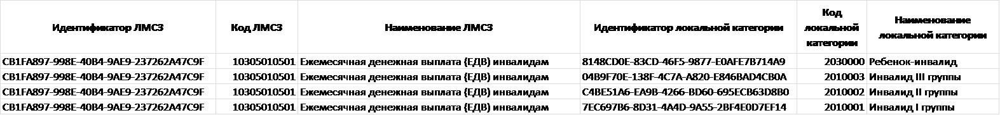 Идентификатор ЛМСЗ Код ЛМСЗ Наименование ЛМСЗ Идентификатор локальной категории Код локальной категории Наименование локальной категории
CB1FA897-998E-40B4-9AE9-237262A47C9F 10305010501 Ежемесячная денежная выплата (ЕДВ) инвалидам 8148CD0E-83CD-46F5-9877-E0AFE7B714A9 2030000 Ребенок-инвалид
CB1FA897-998E-40B4-9AE9-237262A47C9F 10305010501 Ежемесячная денежная выплата (ЕДВ) инвалидам 04B9F70E-138F-4C7A-A820-E846BAD4CB0A 2010003 Инвалид III группы
CB1FA897-998E-40B4-9AE9-237262A47C9F 10305010501 Ежемесячная денежная выплата (ЕДВ) инвалидам C4BE51A6-EA9B-4266-BD60-695ECB63D8B0 2010002 Инвалид II группы
CB1FA897-998E-40B4-9AE9-237262A47C9F 10305010501 Ежемесячная денежная выплата (ЕДВ) инвалидам 7EC697B6-8D31-4A4D-9A55-2BF4E0D7EF14 2010001 Инвалид I группы